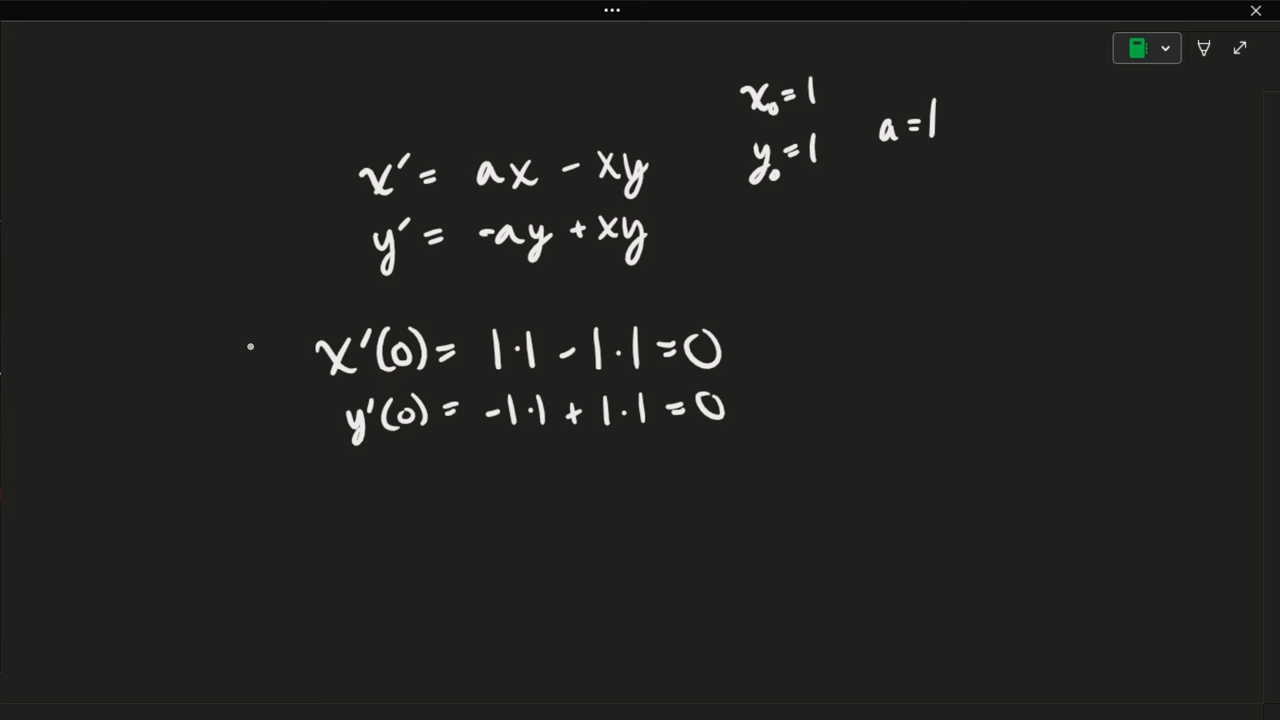 x₀ = 1
y₀ = 1
a = 1
x′ = ax - xy
y′ = -ay + xy
x′(0) = 1·1 - 1·1 = 0
y′(0) = -1·1 + 1·1 = 0